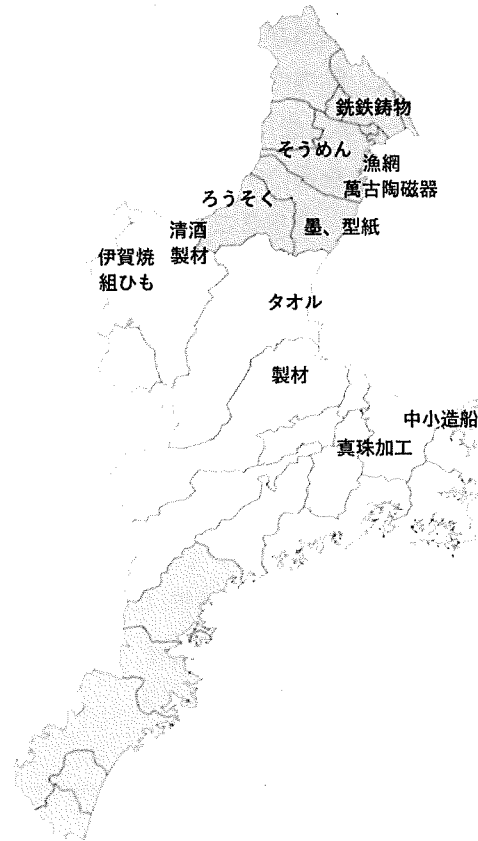 銑鉄鋳物
そうめん
漁網
萬古陶磁器
ろうそく
墨、型紙
清酒
製材
伊賀焼
組ひも
タオル
製材
中小造船
真珠加工